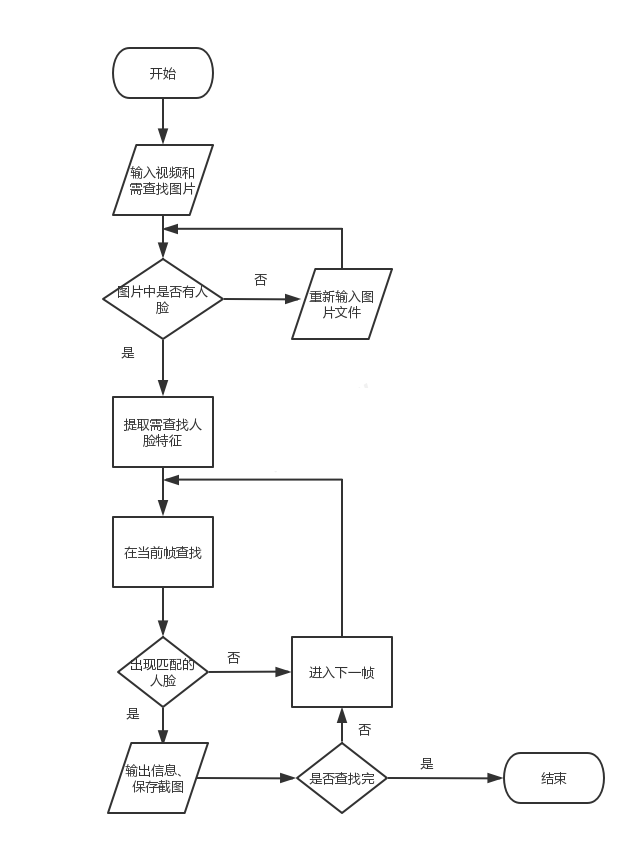 开始
输入视频和
需查找图片
图片中是否有人
脸
否
重新输入图
片文件
是
提取需查找人
脸特征
在当前帧查找
出现匹配的
人脸
否
进入下一帧
是
否
输出信息、
保存截图
是否查找完
是
结束